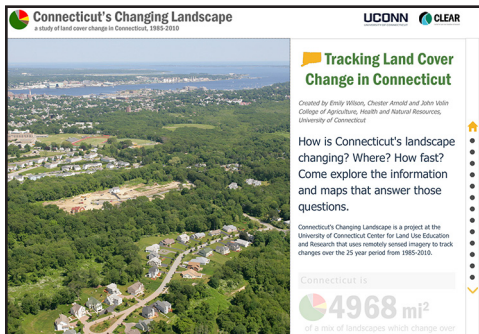 Connecticut's Changing Landscape
a study of land cover change in Connecticut, 1985-2010
UCONN
CLEAR
Tracking Land Cover
Change in Connecticut
Created by Emily Wilson, Chester Arnold and John Volin
College of Agriculture, Health and Natural Resources,
University of Connecticut
How is Connecticut's landscape
changing? Where? How fast?
Come explore the information
and maps that answer those
questions.
Connecticut's Changing Landscape is a project at the
University of Connecticut Center for Land Use Education
and Research that uses remotely sensed imagery to track
changes over the 25 year period from 1985-2010.
Connecticut is
4968 mi²
of a mix of landscapes which change over